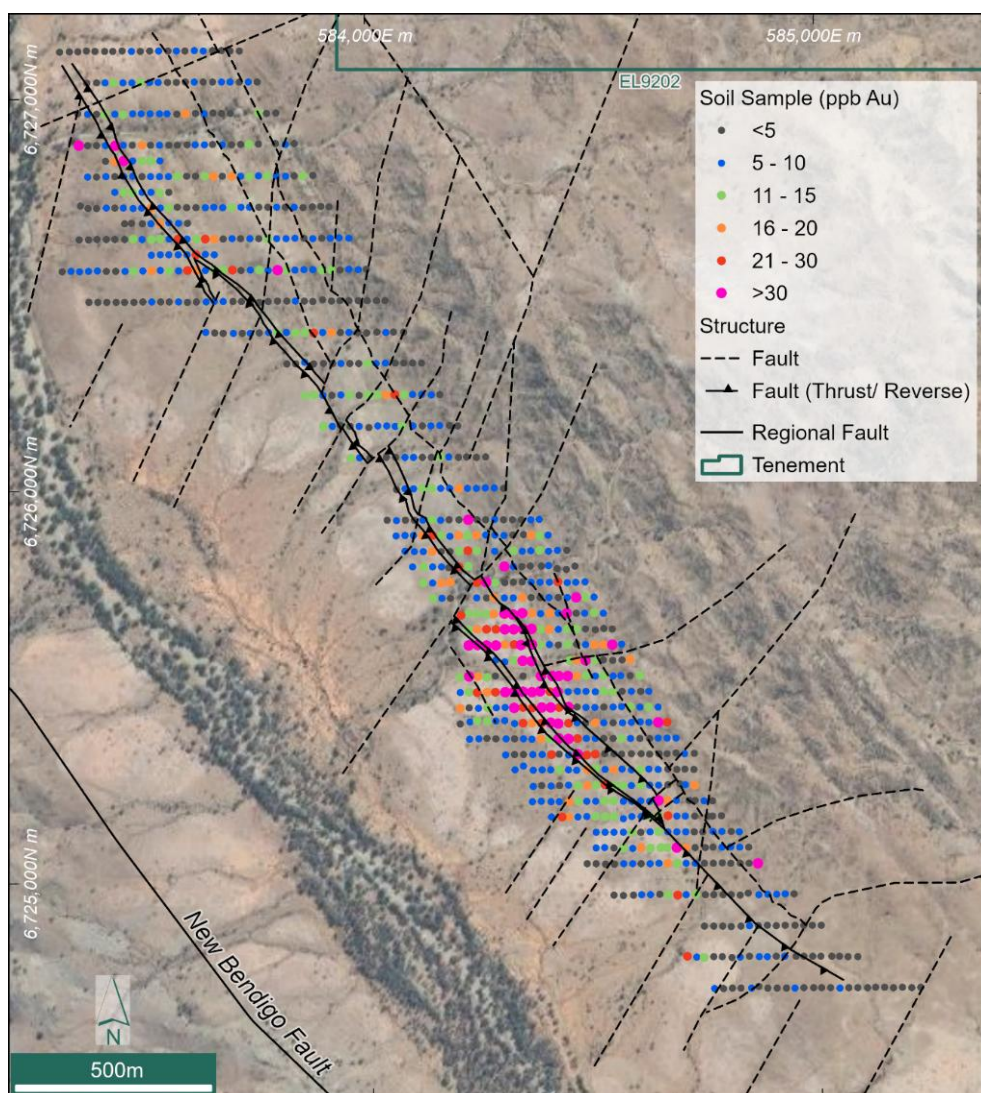 584,000E m
585,000E m
EL9202
6,727,000N m
6,726,000N m
6,725,000N m
Soil Sample (ppb Au)
<5
5 - 10
11 - 15
16 - 20
21 - 30
>30
Structure
Fault
Fault (Thrust/ Reverse)
Regional Fault
Tenement
New Bendigo Fault
N
500m